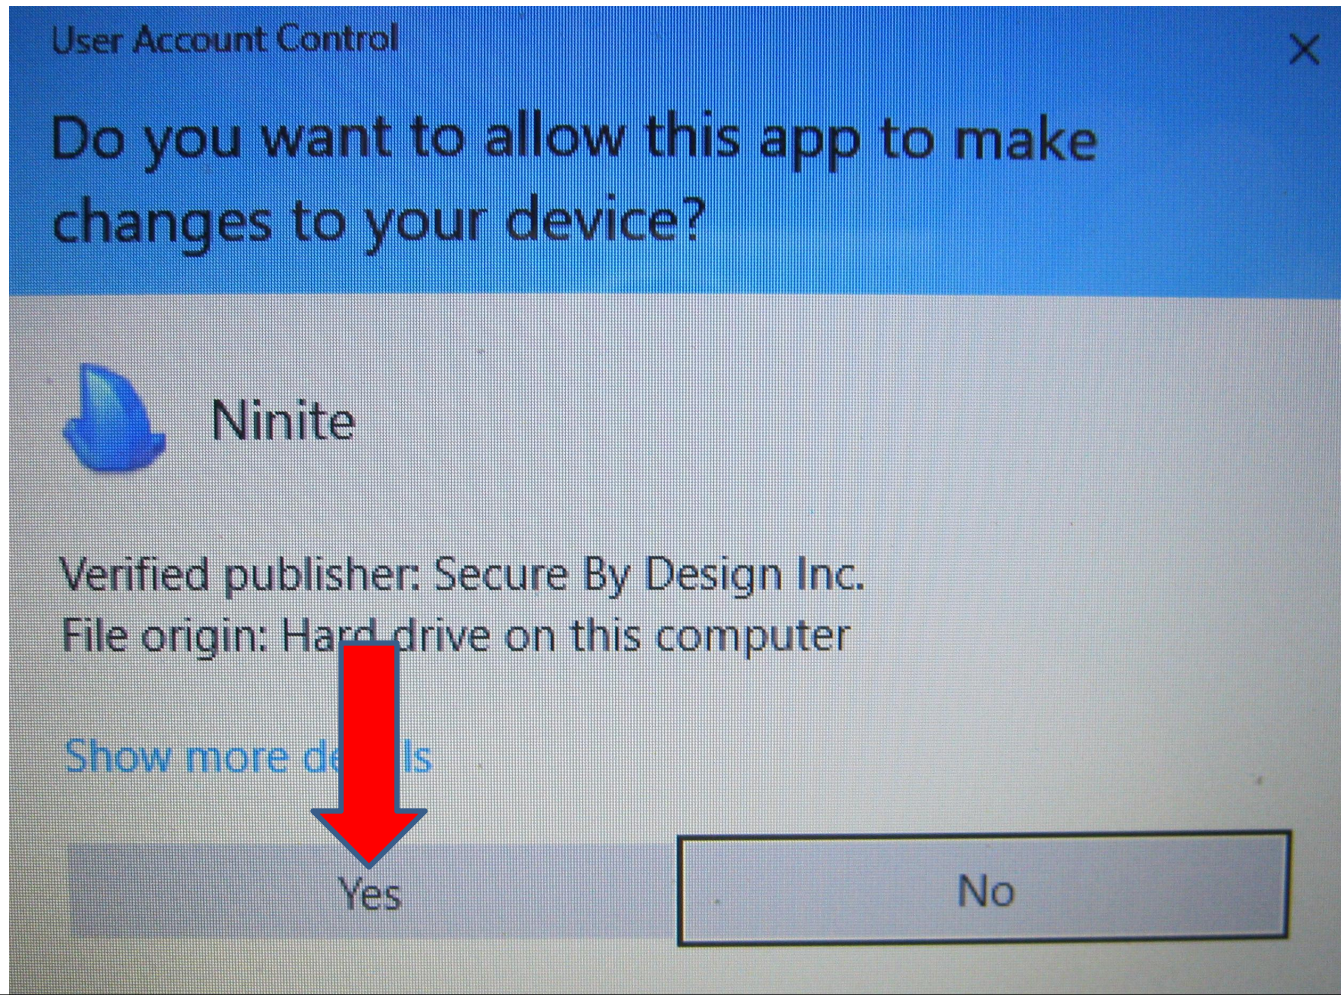 User Account Control
Do you want to allow this app to make
changes to your device?
Ninite
Verified publisher: Secure By Design Inc.
File origin: Hard drive on this computer
Show more details
Yes
No